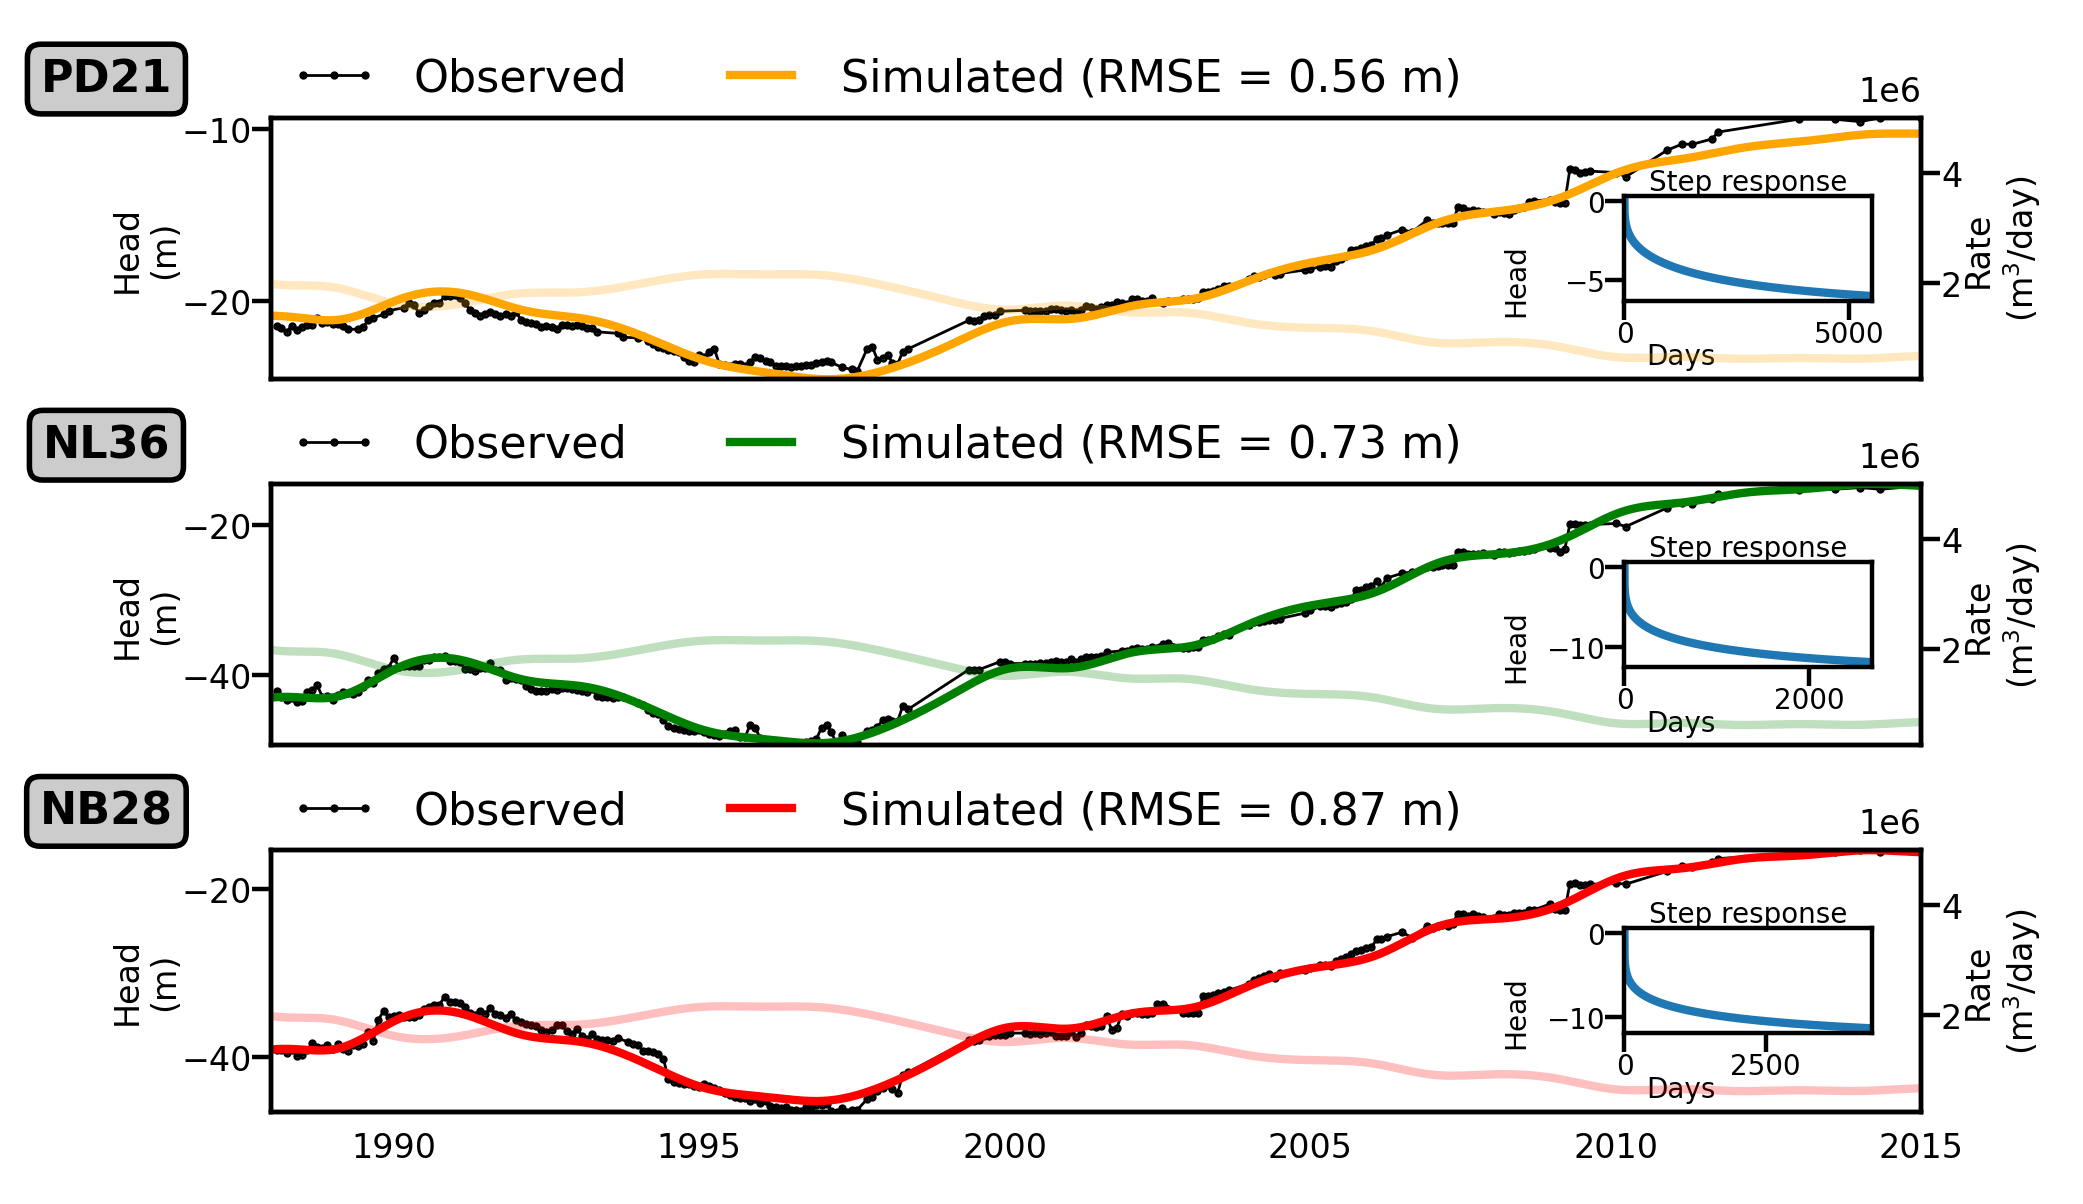 PD21
Observed
Simulated (RMSE = 0.56 m)
1e6
−10
−20
Head
(m)
4
2
Rate
(m³/day)
Step response
0
−5
Head
0
5000
Days
NL36
Observed
Simulated (RMSE = 0.73 m)
1e6
−20
−40
Head
(m)
4
2
Rate
(m³/day)
Step response
0
−10
Head
0
2000
Days
NB28
Observed
Simulated (RMSE = 0.87 m)
1e6
−20
−40
Head
(m)
4
2
Rate
(m³/day)
Step response
0
−10
Head
0
2500
Days
1990
1995
2000
2005
2010
2015